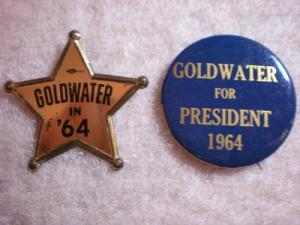 GOLDWATER
IN
'64
GOLDWATER
FOR
PRESIDENT
1964